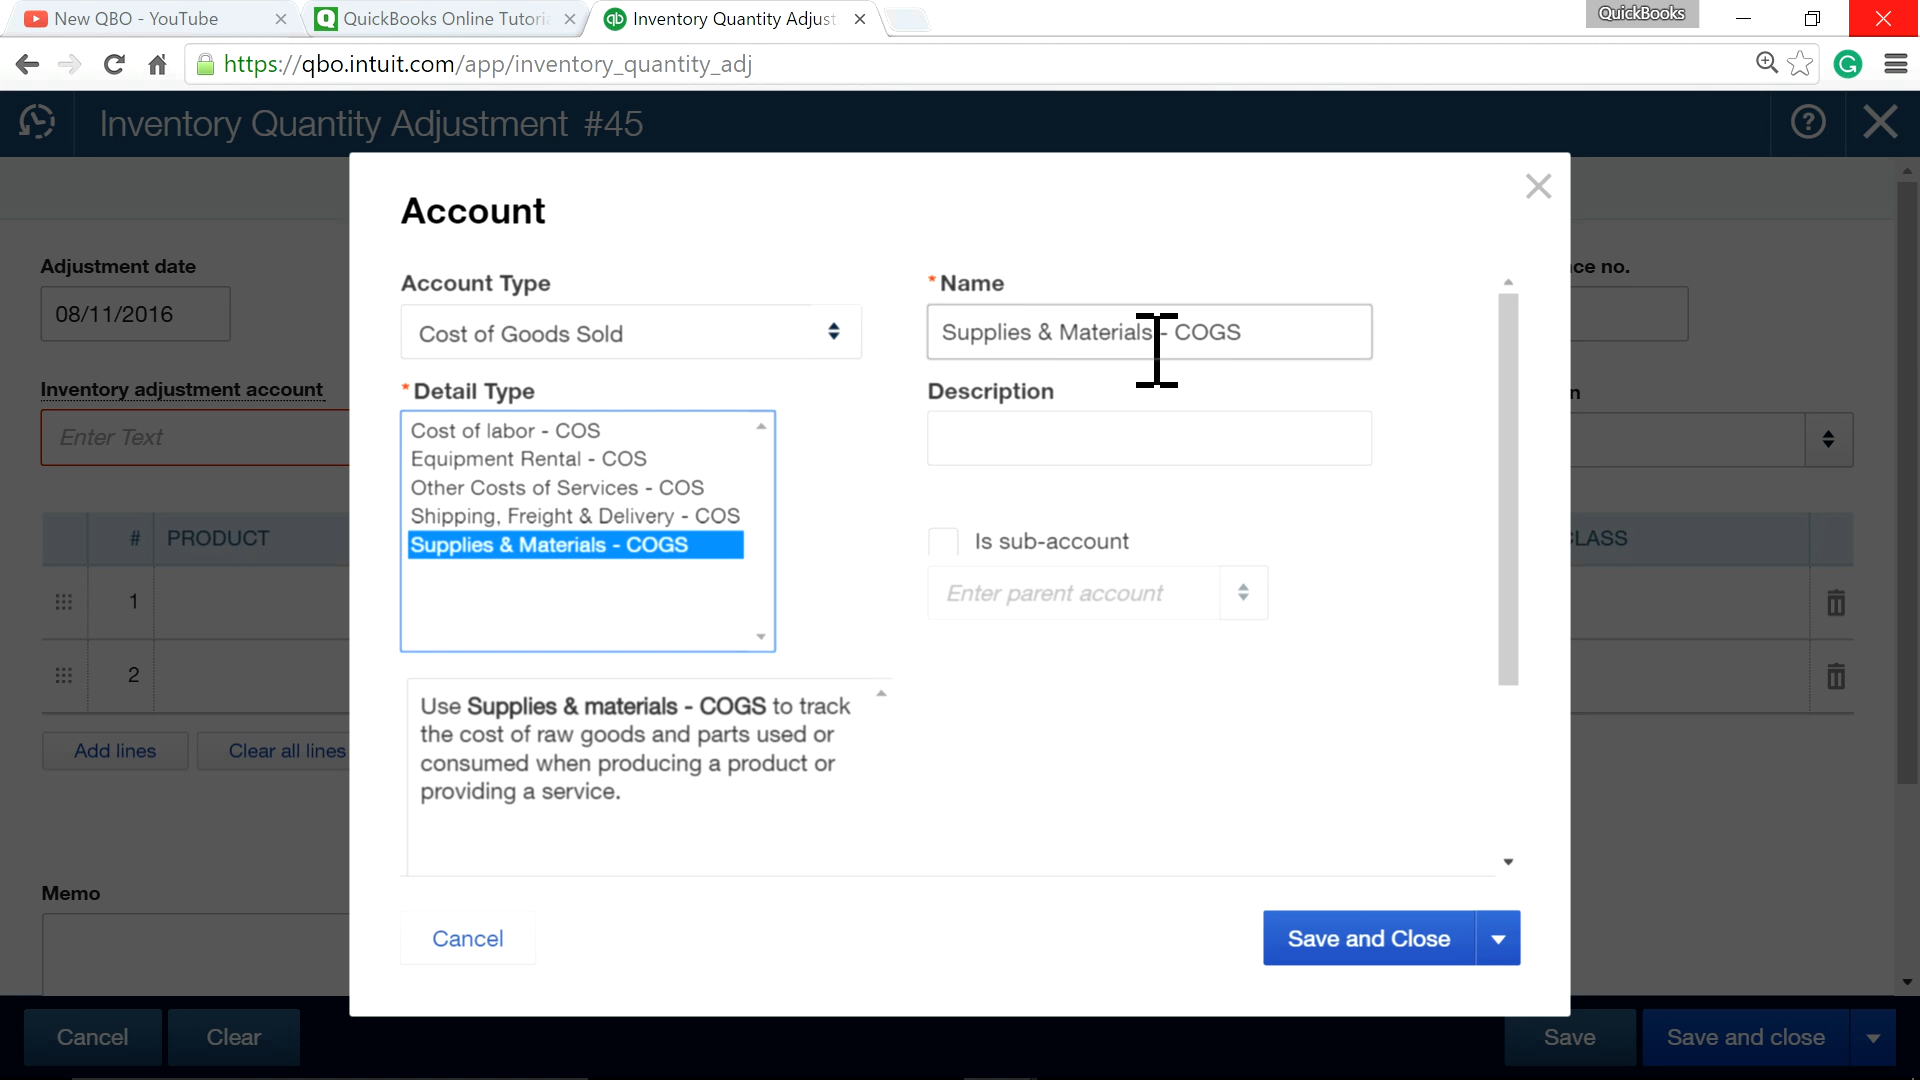 New QBO - YouTube
QuickBooks Online Tutori
Inventory Quantity Adjust
QuickBooks
https://qbo.intuit.com/app/inventory_quantity_adj
Inventory Quantity Adjustment #45
Account
Adjustment date
08/11/2016
Account Type
* Name
ce no.
Cost of Goods Sold
Supplies & Materials - COGS
Inventory adjustment account
* Detail Type
Description
n
Enter Text
Cost of labor - COS
Equipment Rental - COS
Other Costs of Services - COS
Shipping, Freight & Delivery - COS
Supplies & Materials - COGS
Is sub-account
Enter parent account
# PRODUCT
LASS
1
2
Use Supplies & materials - COGS to track
the cost of raw goods and parts used or
consumed when producing a product or
providing a service.
Add lines
Clear all lines
Memo
Cancel
Save and Close
Cancel
Clear
Save
Save and close